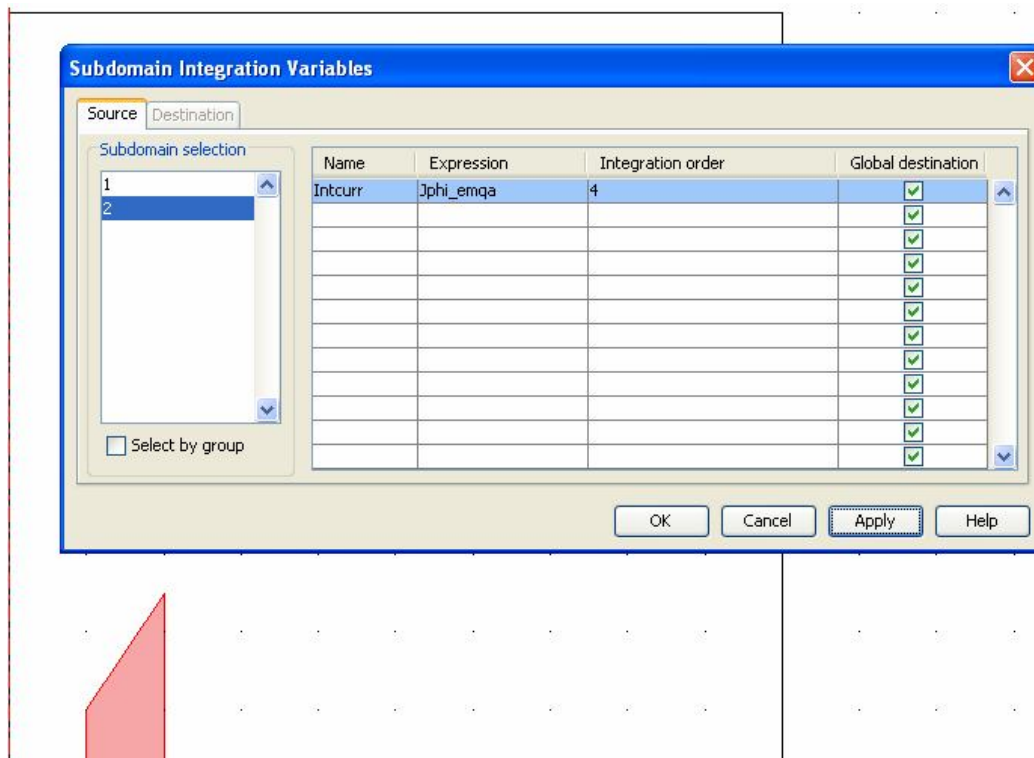 Subdomain Integration Variables
Source Destination
Subdomain selection
1
2
Select by group
Name Expression Integration order Global destination
Intcurr Jphi_emqa 4
OK Cancel Apply Help